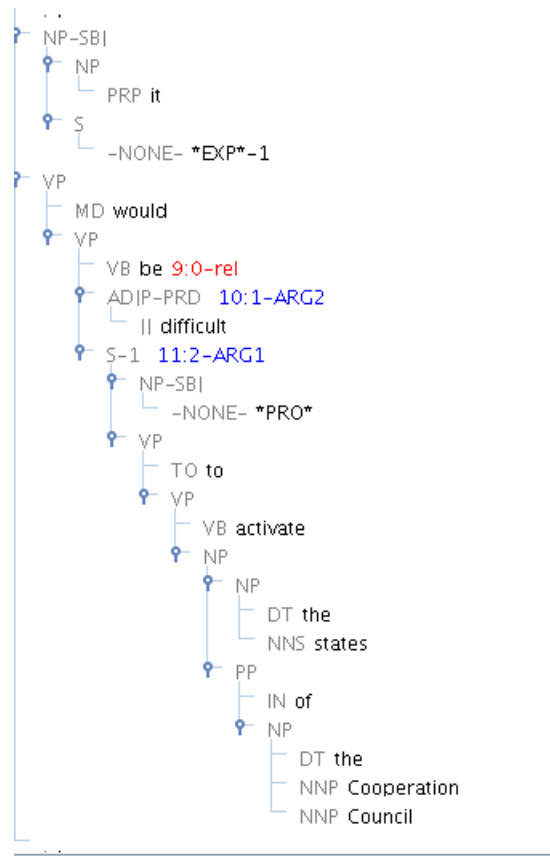 NP-SBJ
NP
PRP it
S
-NONE- *EXP*-1
VP
MD would
VP
VB be 9:0-rel
ADJP-PRD 10:1-ARG2
JJ difficult
S-1 11:2-ARG1
NP-SBJ
-NONE- *PRO*
VP
TO to
VP
VB activate
NP
NP
DT the
NNS states
PP
IN of
NP
DT the
NNP Cooperation
NNP Council